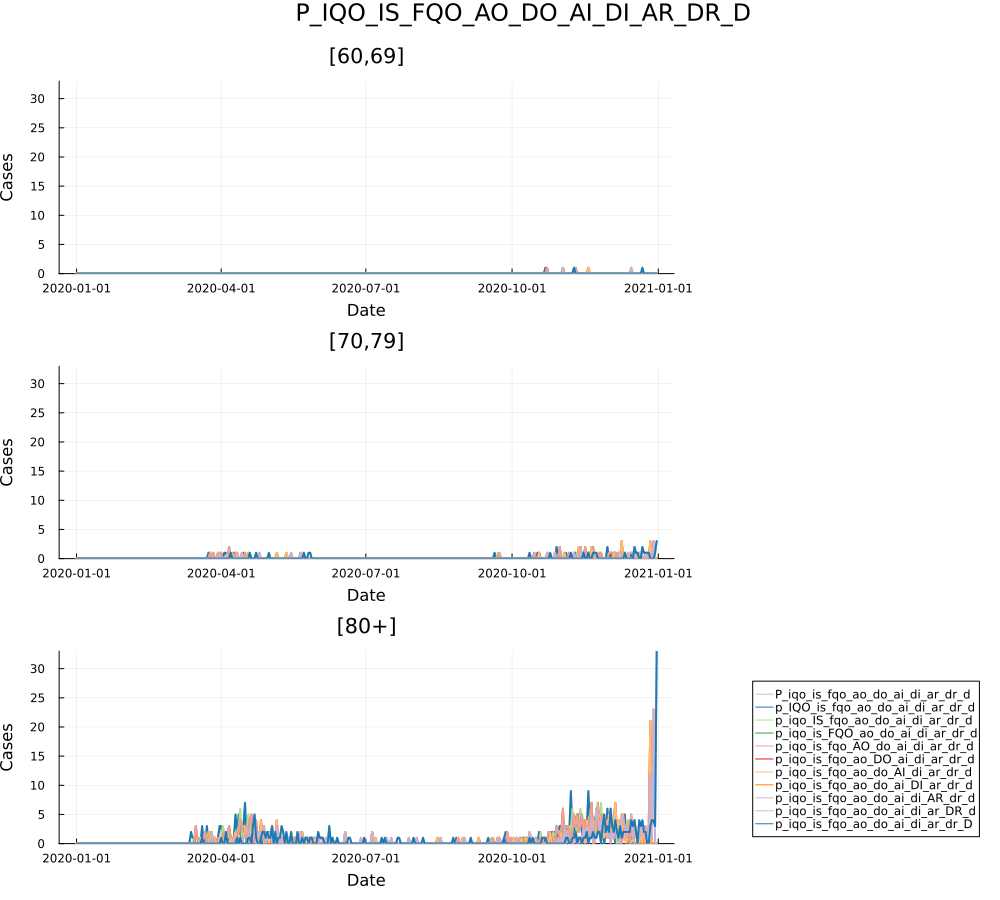 P_IQO_IS_FQO_AO_DO_AI_DI_AR_DR_D
[60,69]
30
25
20
15
10
5
0
Cases
2020-01-01 2020-04-01 2020-07-01 2020-10-01 2021-01-01
Date
[70,79]
30
25
20
15
10
5
0
Cases
2020-01-01 2020-04-01 2020-07-01 2020-10-01 2021-01-01
Date
[80+]
30
25
20
15
10
5
0
Cases
2020-01-01 2020-04-01 2020-07-01 2020-10-01 2021-01-01
Date
P_iqo_is_fqo_ao_do_ai_di_ar_dr_d
p_IQO_is_fqo_ao_do_ai_di_ar_dr_d
p_iqo_IS_fqo_ao_do_ai_di_ar_dr_d
p_iqo_is_FQO_ao_do_ai_di_ar_dr_d
p_iqo_is_fqo_AO_do_ai_di_ar_dr_d
p_iqo_is_fqo_ao_DO_ai_di_ar_dr_d
p_iqo_is_fqo_ao_do_AI_di_ar_dr_d
p_iqo_is_fqo_ao_do_ai_DI_ar_dr_d
p_iqo_is_fqo_ao_do_ai_di_AR_dr_d
p_iqo_is_fqo_ao_do_ai_di_ar_DR_d
p_iqo_is_fqo_ao_do_ai_di_ar_dr_D